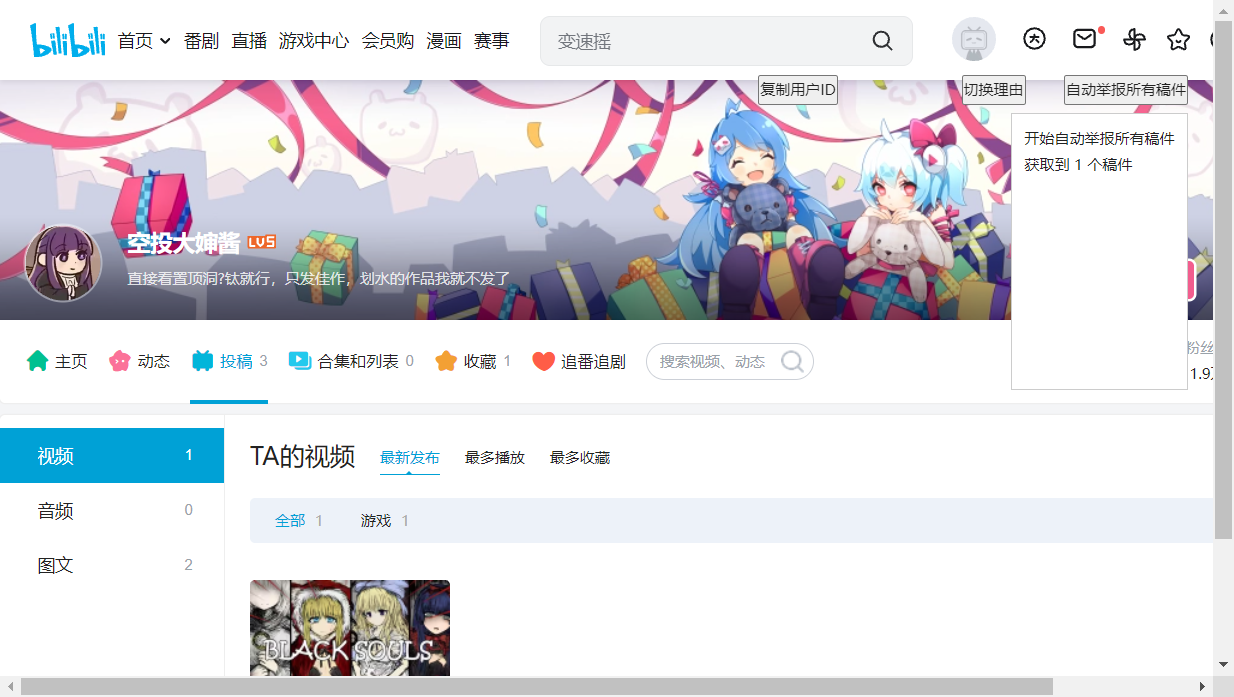 bilibili 首页 番剧 直播 游戏中心 会员购 漫画 赛事 变速摇
复制用户ID 切换理由 自动举报所有稿件
开始自动举报所有稿件
获取到 1 个稿件
空投大婶酱 LV5
直接看置顶洞?钛就行，只发佳作，划水的作品我就不发了
主页 动态 投稿 3 合集和列表 0 收藏 1 追番追剧 搜索视频、动态
粉丝
1.9
视频 1
音频 0
图文 2
TA的视频 最新发布 最多播放 最多收藏
全部 1 游戏 1
BLACK SOULS